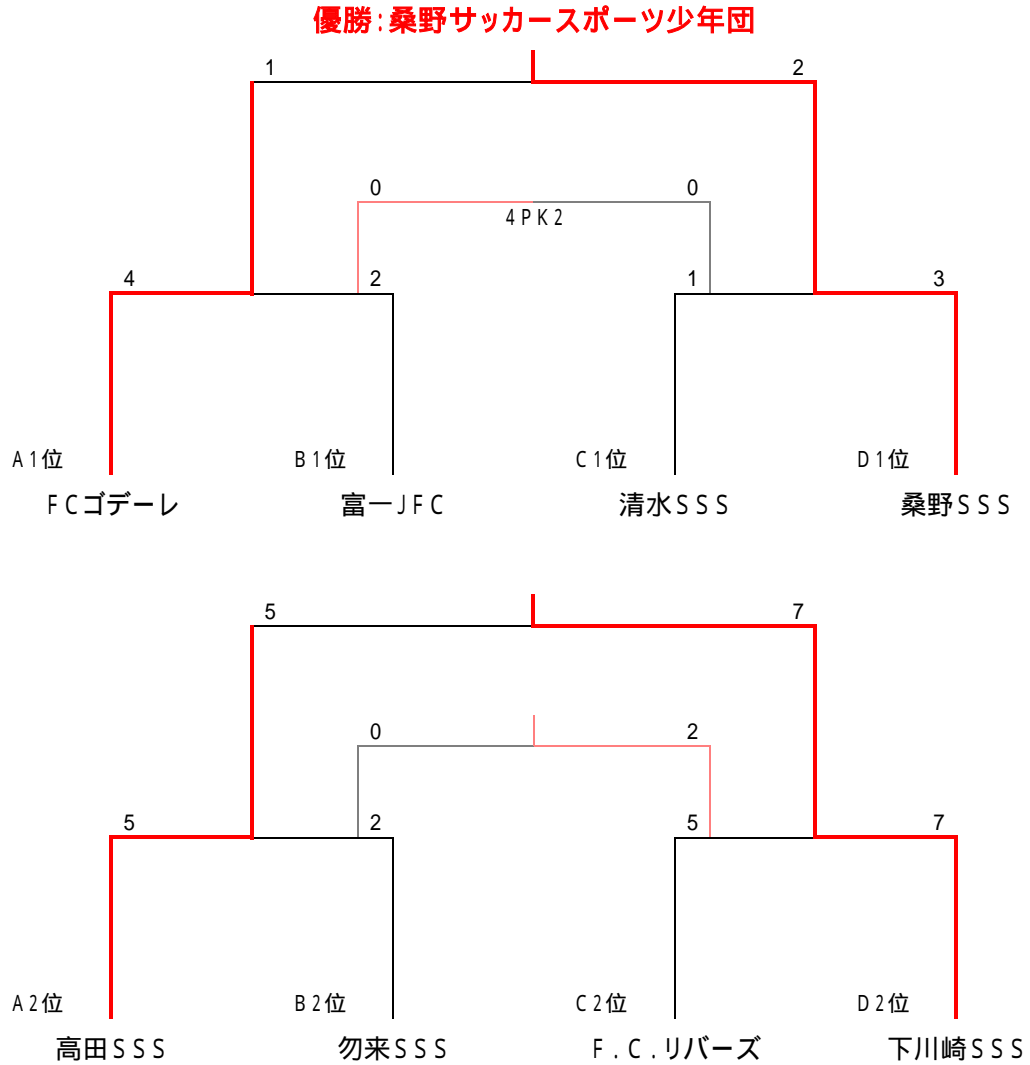 優勝:桑野サッカースポーツ少年団
1 2
0 0
4PK2
4 2 1 3
A1位 B1位 C1位 D1位
FCゴデーレ 富一JFC 清水SSS 桑野SSS
5 7
0 2
5 2 5 7
A2位 B2位 C2位 D2位
高田SSS 勿来SSS F.C.リバーズ 下川崎SSS